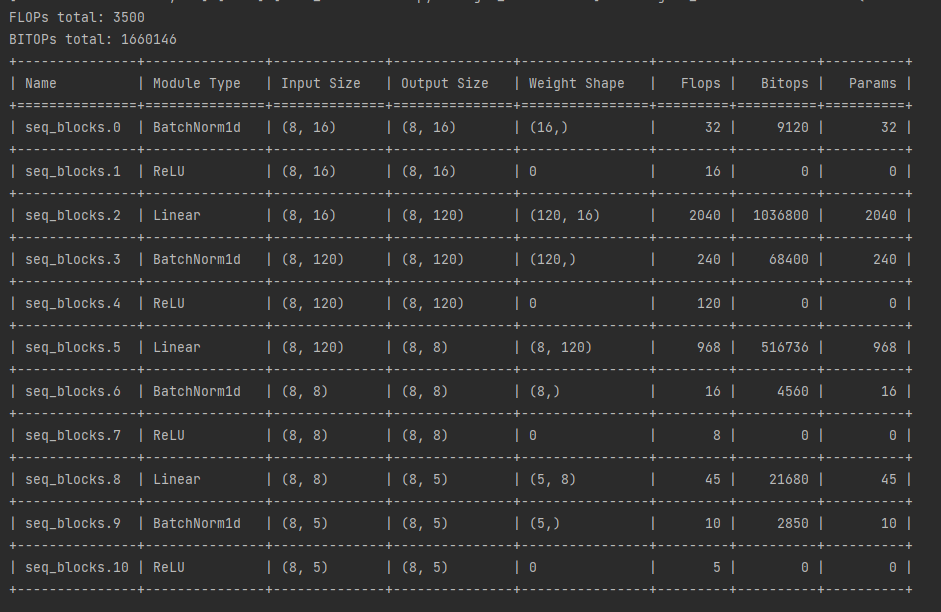 FLOPs total: 3500
BITOPs total: 1660146
+---------------+---------------+--------------+---------------+----------------+---------+----------+----------+
| Name          | Module Type   | Input Size   | Output Size   | Weight Shape   |   Flops |   Bitops |   Params |
+===============+===============+==============+===============+================+=========+==========+==========+
| seq_blocks.0  | BatchNorm1d   | (8, 16)      | (8, 16)       | (16,)          |      32 |     9120 |       32 |
+---------------+---------------+--------------+---------------+----------------+---------+----------+----------+
| seq_blocks.1  | ReLU          | (8, 16)      | (8, 16)       | 0              |      16 |        0 |        0 |
+---------------+---------------+--------------+---------------+----------------+---------+----------+----------+
| seq_blocks.2  | Linear        | (8, 16)      | (8, 120)      | (120, 16)      |    2040 |  1036800 |     2040 |
+---------------+---------------+--------------+---------------+----------------+---------+----------+----------+
| seq_blocks.3  | BatchNorm1d   | (8, 120)     | (8, 120)      | (120,)         |     240 |    68400 |      240 |
+---------------+---------------+--------------+---------------+----------------+---------+----------+----------+
| seq_blocks.4  | ReLU          | (8, 120)     | (8, 120)      | 0              |     120 |        0 |        0 |
+---------------+---------------+--------------+---------------+----------------+---------+----------+----------+
| seq_blocks.5  | Linear        | (8, 120)     | (8, 8)        | (8, 120)       |     968 |   516736 |      968 |
+---------------+---------------+--------------+---------------+----------------+---------+----------+----------+
| seq_blocks.6  | BatchNorm1d   | (8, 8)       | (8, 8)        | (8,)           |      16 |     4560 |       16 |
+---------------+---------------+--------------+---------------+----------------+---------+----------+----------+
| seq_blocks.7  | ReLU          | (8, 8)       | (8, 8)        | 0              |       8 |        0 |        0 |
+---------------+---------------+--------------+---------------+----------------+---------+----------+----------+
| seq_blocks.8  | Linear        | (8, 8)       | (8, 5)        | (5, 8)         |      45 |    21680 |       45 |
+---------------+---------------+--------------+---------------+----------------+---------+----------+----------+
| seq_blocks.9  | BatchNorm1d   | (8, 5)       | (8, 5)        | (5,)           |      10 |     2850 |       10 |
+---------------+---------------+--------------+---------------+----------------+---------+----------+----------+
| seq_blocks.10 | ReLU          | (8, 5)       | (8, 5)        | 0              |       5 |        0 |        0 |
+---------------+---------------+--------------+---------------+----------------+---------+----------+----------+